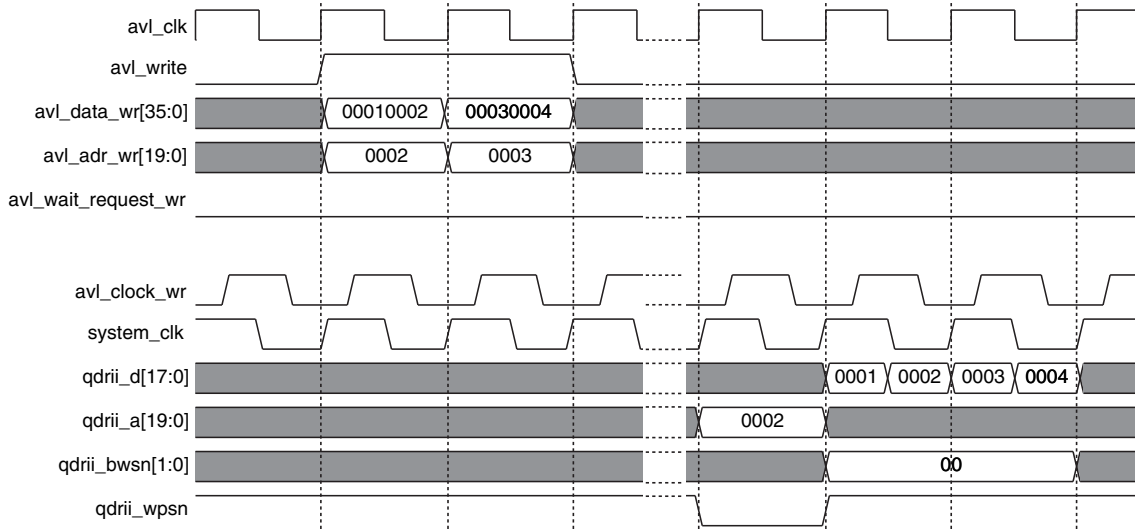 avl_clk
avl_write
avl_data_wr[35:0] 00010002 00030004
avl_adr_wr[19:0] 0002 0003
avl_wait_request_wr
avl_clock_wr
system_clk
qdrii_d[17:0] 0001 0002 0003 0004
qdrii_a[19:0] 0002
qdrii_bwsn[1:0] 00
qdrii_wpsn